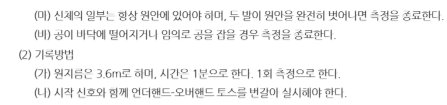 (마) 신체의 일부는 항상 원안에 있어야 하며, 두 발이 원안을 완전히 벗어나면 측정을 종료한다.
(바) 공이 바닥에 떨어지거나 임의로 공을 잡을 경우 측정을 종료한다.
(2) 기록방법
(가) 원지름은 3.6m로 하며, 시간은 1분으로 한다. 1회 측정으로 한다.
(나) 시작 신호와 함께 언더핸드-오버핸드 토스를 번갈아 실시해야 한다.